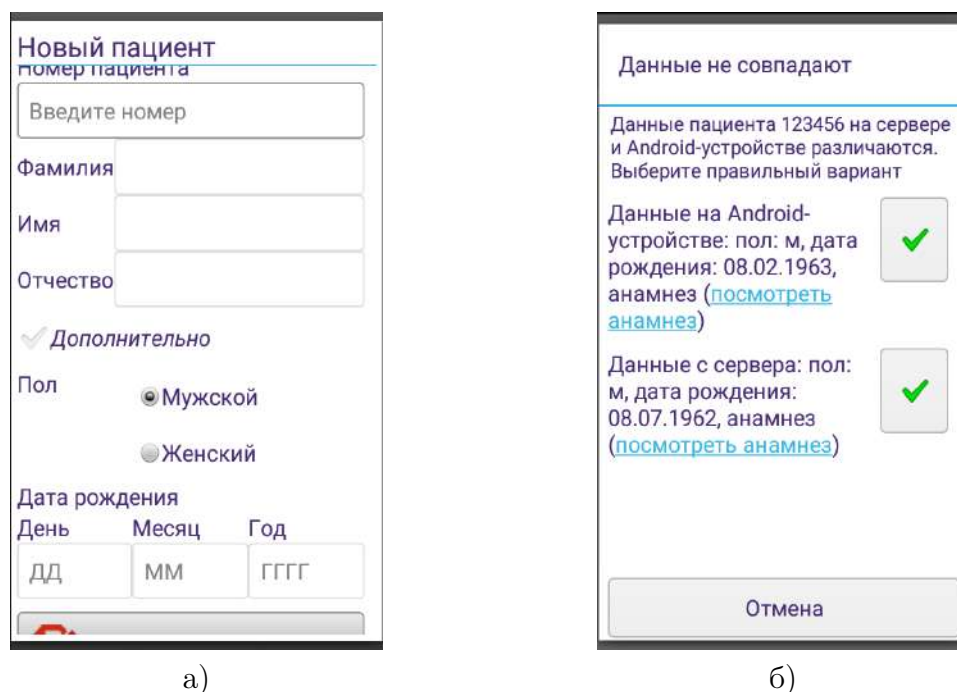 Новый пациент
Номер пациента
Введите номер
Фамилия
Имя
Отчество
Дополнительно
Пол
Мужской
Женский
Дата рождения
День Месяц Год
ДД ММ ГГГГ
а)
Данные не совпадают
Данные пациента 123456 на сервере
и Android-устройстве различаются.
Выберите правильный вариант
Данные на Android-
устройстве: пол: м, дата
рождения: 08.02.1963,
анамнез (посмотреть
анамнез)
Данные с сервера: пол:
м, дата рождения:
08.07.1962, анамнез
(посмотреть анамнез)
Отмена
б)